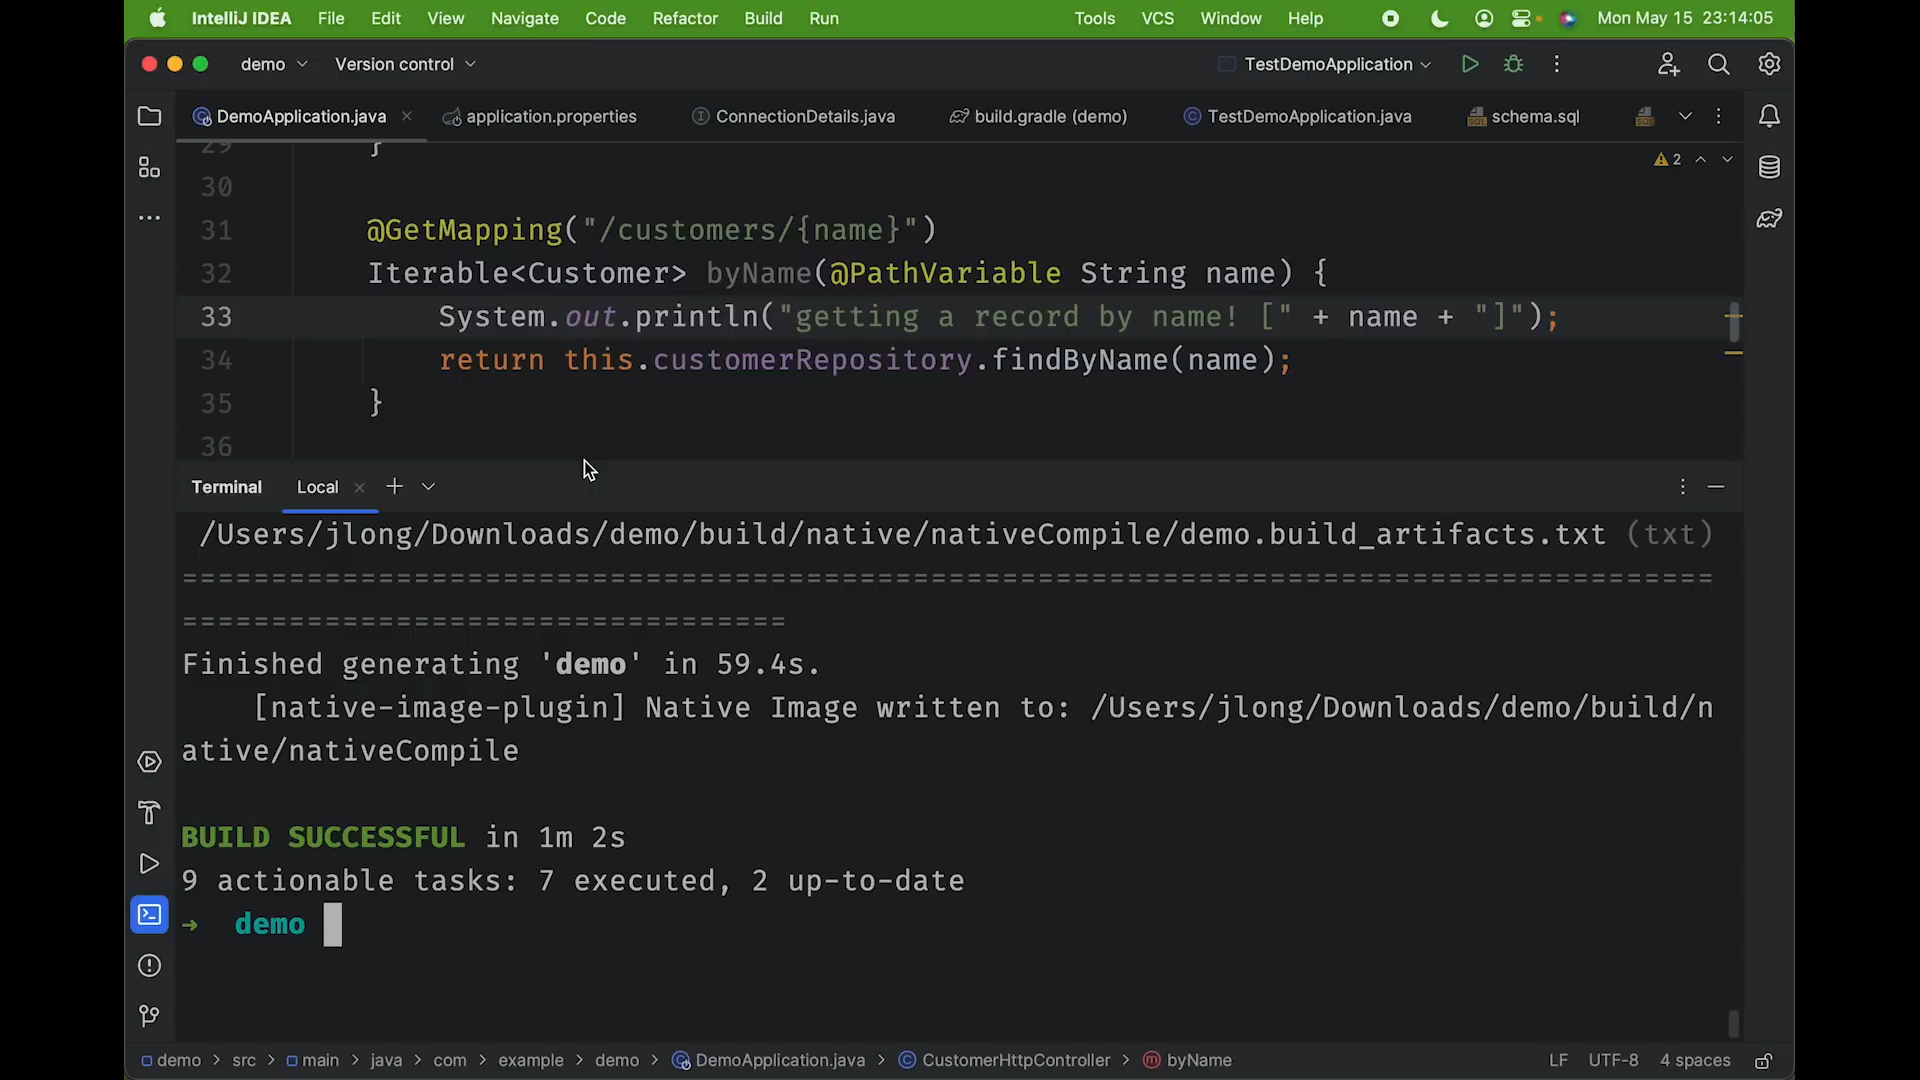 IntelliJ IDEA File Edit View Navigate Code Refactor Build Run Tools VCS Window Help Mon May 15 23:14:05
demo Version control TestDemoApplication
DemoApplication.java application.properties ConnectionDetails.java build.gradle (demo) TestDemoApplication.java schema.sql
29 }
2
30
31 @GetMapping("/customers/{name}")
32 Iterable<Customer> byName(@PathVariable String name) {
33 System.out.println("getting a record by name! [" + name + "]");
34 return this.customerRepository.findByName(name);
35 }
36
Terminal Local
/Users/jlong/Downloads/demo/build/native/nativeCompile/demo.build_artifacts.txt (txt)
======================================================================================
==================================
Finished generating 'demo' in 59.4s.
[native-image-plugin] Native Image written to: /Users/jlong/Downloads/demo/build/n
ative/nativeCompile
BUILD SUCCESSFUL in 1m 2s
9 actionable tasks: 7 executed, 2 up-to-date
➜ demo
demo > src > main > java > com > example > demo > DemoApplication.java > CustomerHttpController > byName LF UTF-8 4 spaces